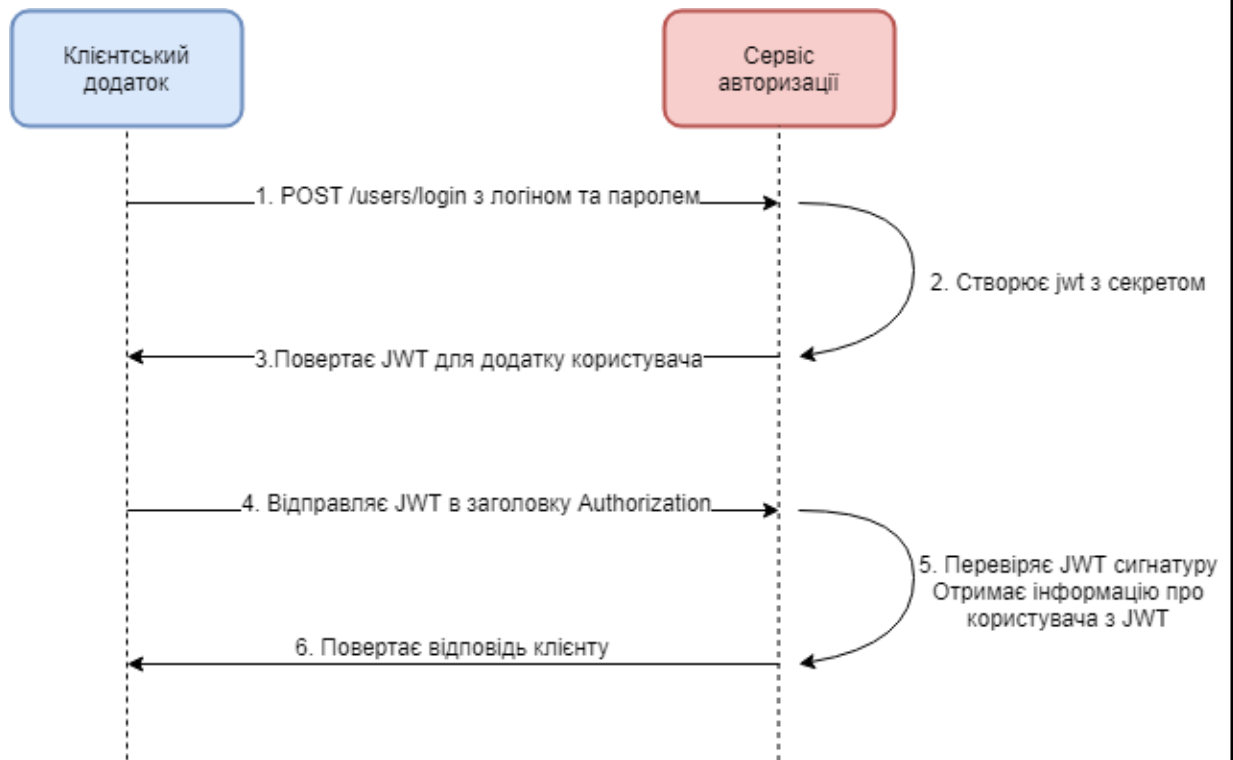 Клієнтський
додаток
Сервіс
авторизації
1. POST /users/login з логіном та паролем
2. Створює jwt з секретом
3.Повертає JWT для додатку користувача
4. Відправляє JWT в заголовку Authorization
5. Перевіряє JWT сигнатуру
Отримає інформацію про
користувача з JWT
6. Повертає відповідь клієнту